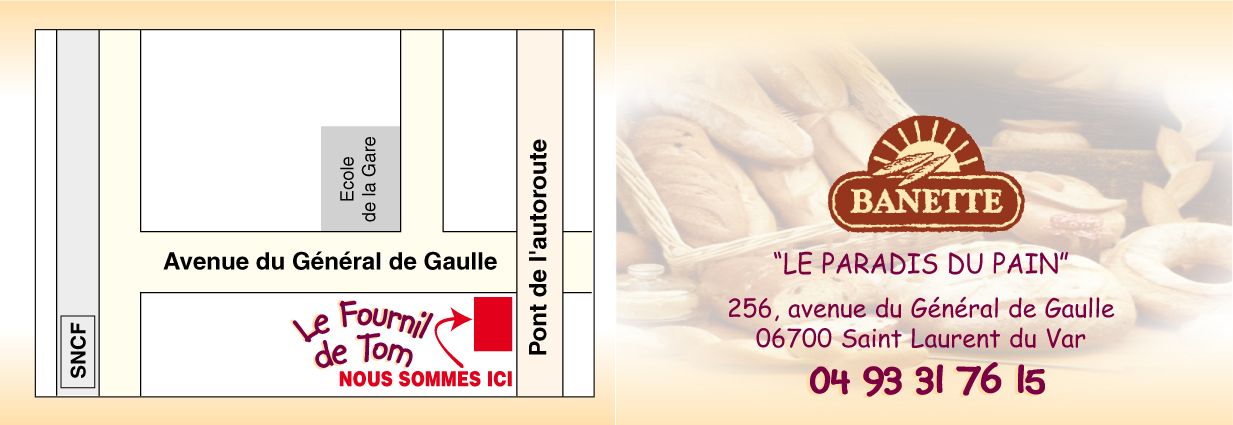 SNCF
Ecole
de la Gare
Avenue du Général de Gaulle
Pont de l'autoroute
Le Fournil
de Tom
NOUS SOMMES ICI
BANETTE
“LE PARADIS DU PAIN”
256, avenue du Général de Gaulle
06700 Saint Laurent du Var
04 93 31 76 15